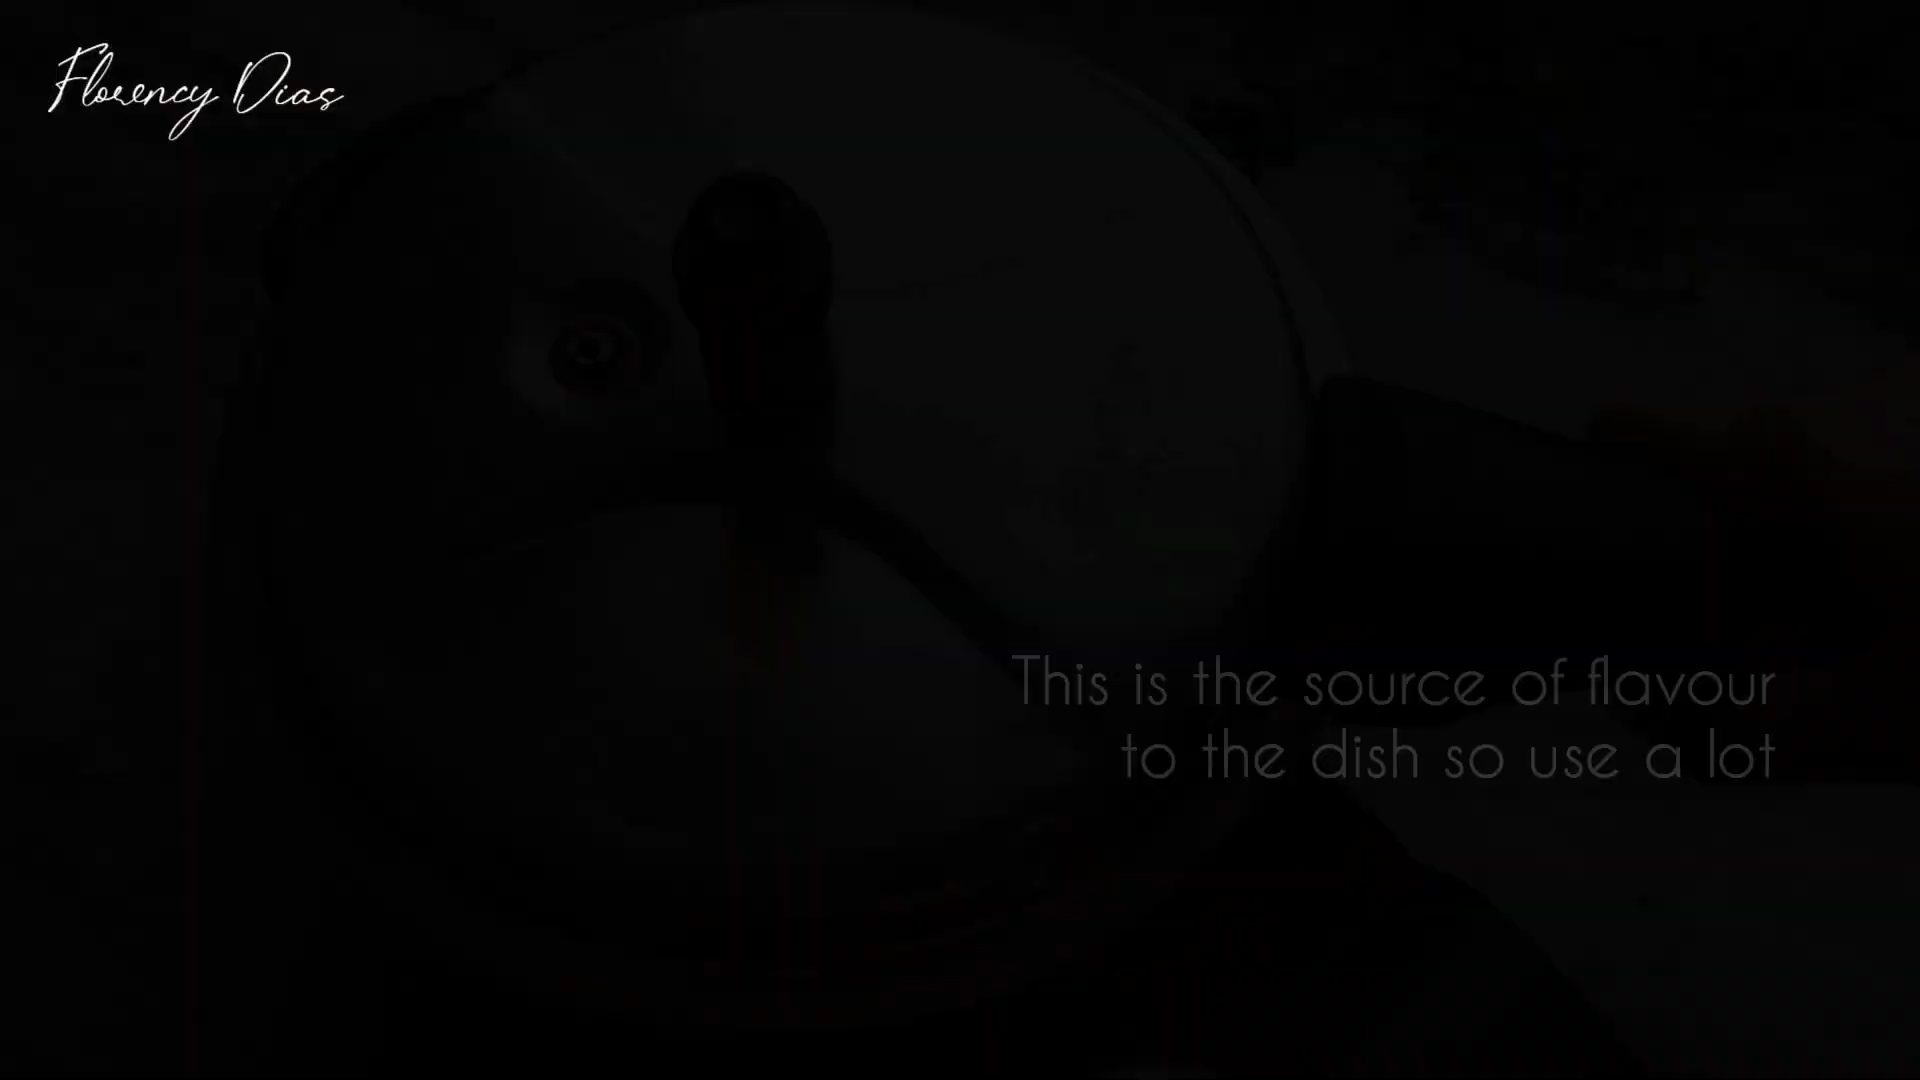 Florency Dias
This is the source of flavour
to the dish so use a lot